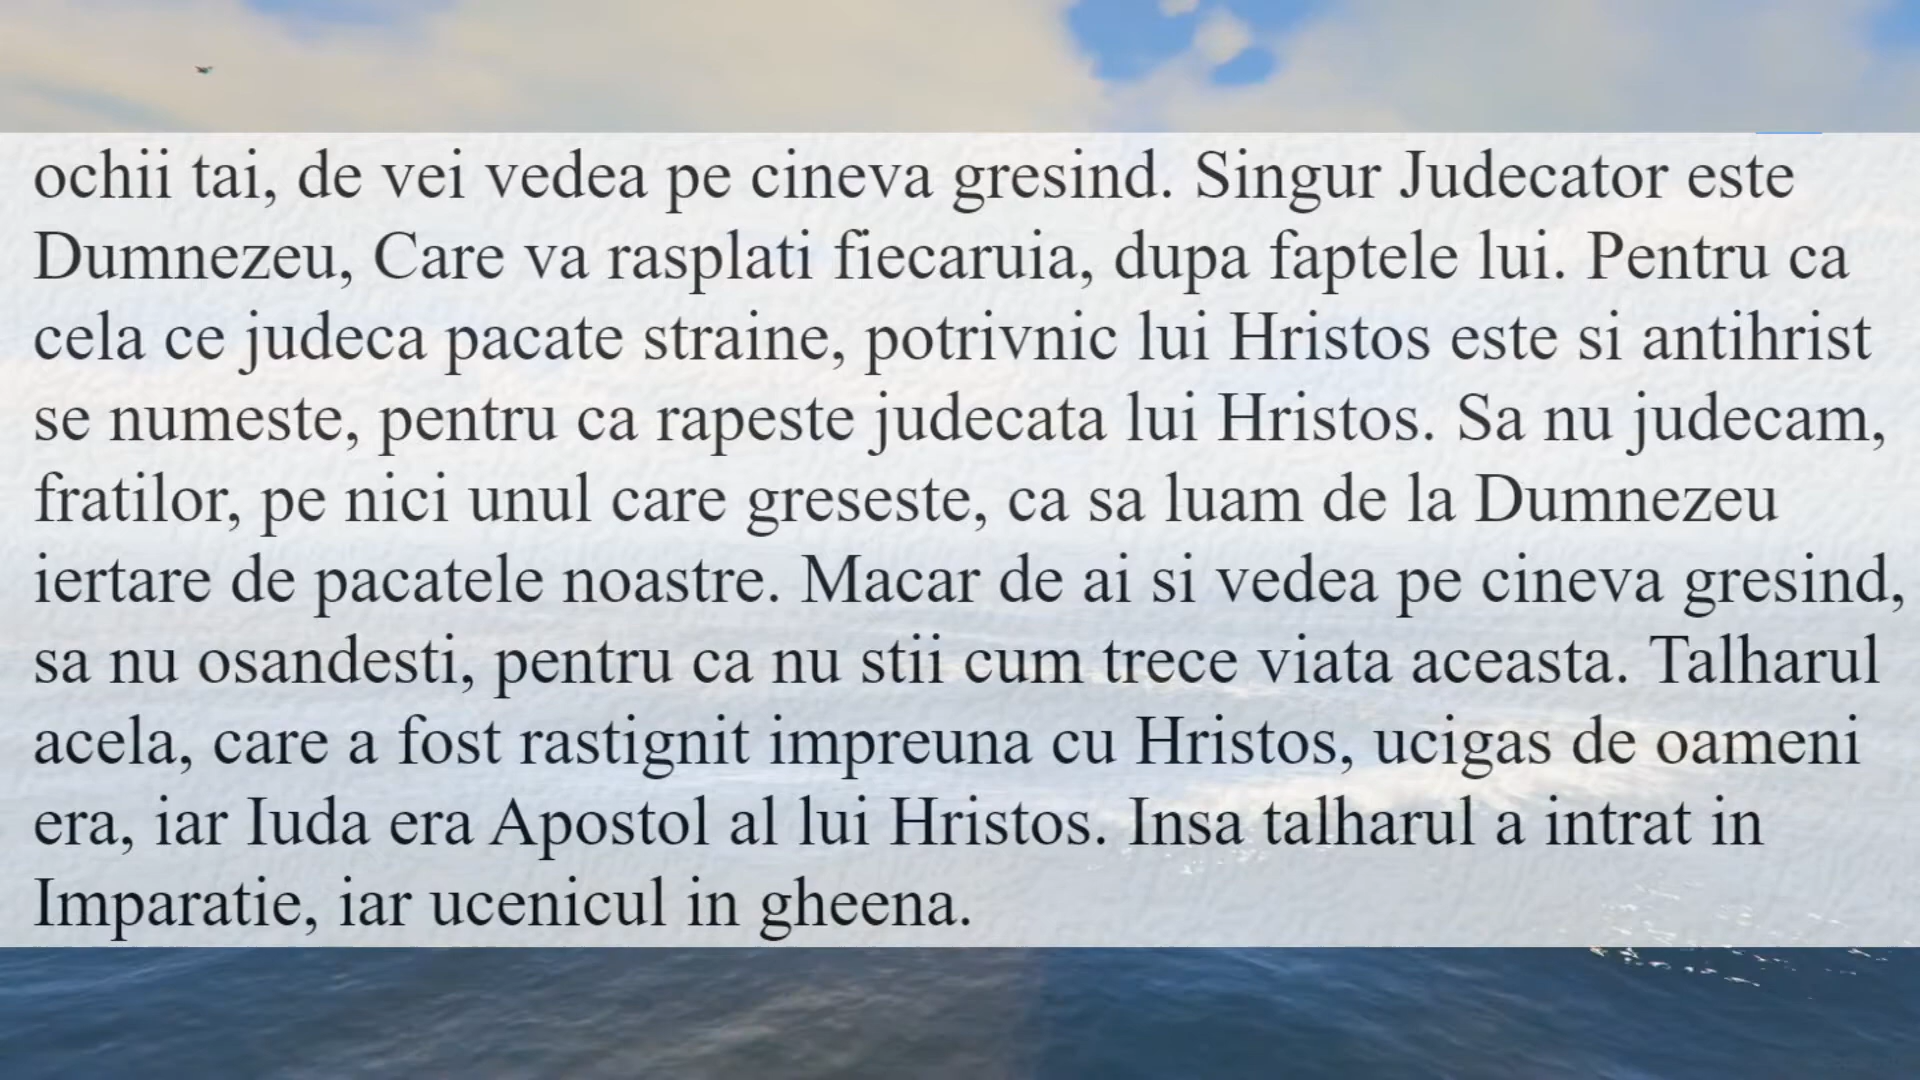 ochii tai, de vei vedea pe cineva gresind. Singur Judecator este
Dumnezeu, Care va rasplati fiecaruia, dupa faptele lui. Pentru ca
cela ce judeca pacate straine, potrivnic lui Hristos este si antihrist
se numeste, pentru ca rapeste judecata lui Hristos. Sa nu judecam,
fratilor, pe nici unul care greseste, ca sa luam de la Dumnezeu
iertare de pacatele noastre. Macar de ai si vedea pe cineva gresind,
sa nu osandesti, pentru ca nu stii cum trece viata aceasta. Talharul
acela, care a fost rastignit impreuna cu Hristos, ucigas de oameni
era, iar Iuda era Apostol al lui Hristos. Insa talharul a intrat in
Imparatie, iar ucenicul in gheena.